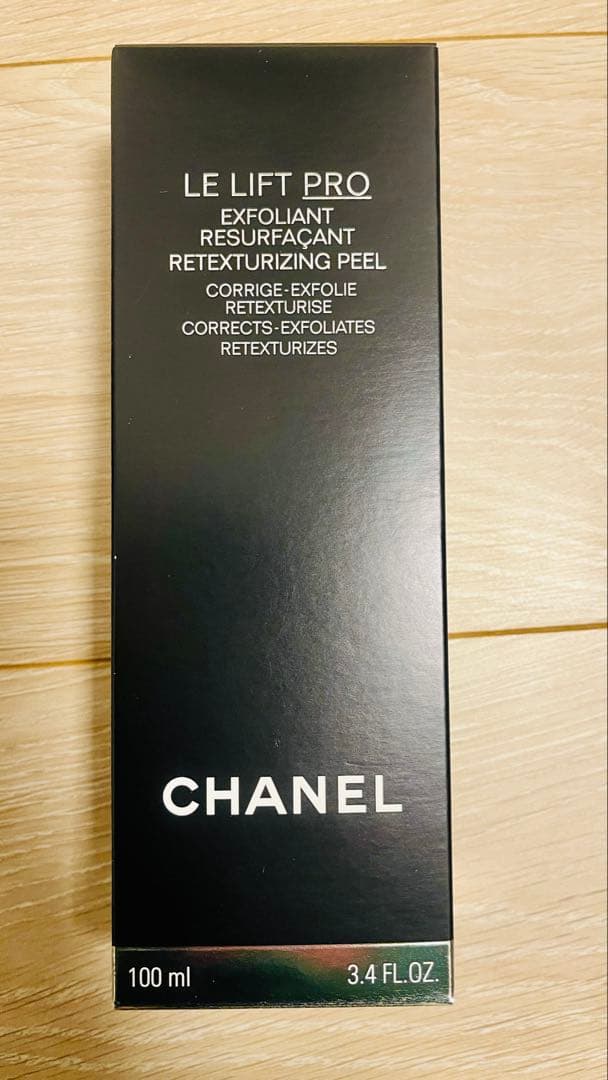 LE LIFT PRO
EXFOLIANT
RESURFAÇANT
RETEXTURIZING PEEL
CORRIGE-EXFOLIE
RETEXTURISE
CORRECTS-EXFOLIATES
RETEXTURIZES
CHANEL
100 ml 3.4 FL.OZ.